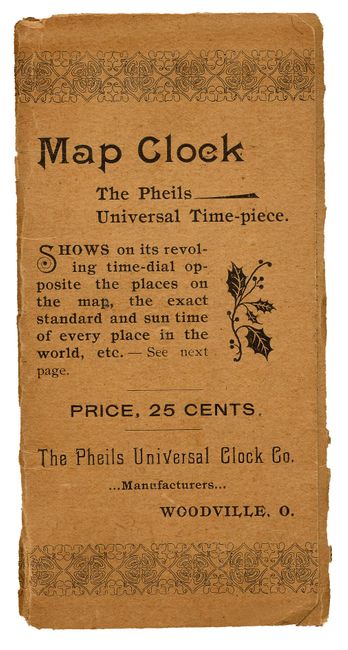 Map Clock
The Pheils
Universal Time-piece.
SHOWS on its revol-
ing time-dial op-
posite the places on
the map, the exact
standard and sun time
of every place in the
world, etc. — See next
page.
PRICE, 25 CENTS.
The Pheils Universal Clock Co.
...Manufacturers...
WOODVILLE, O.